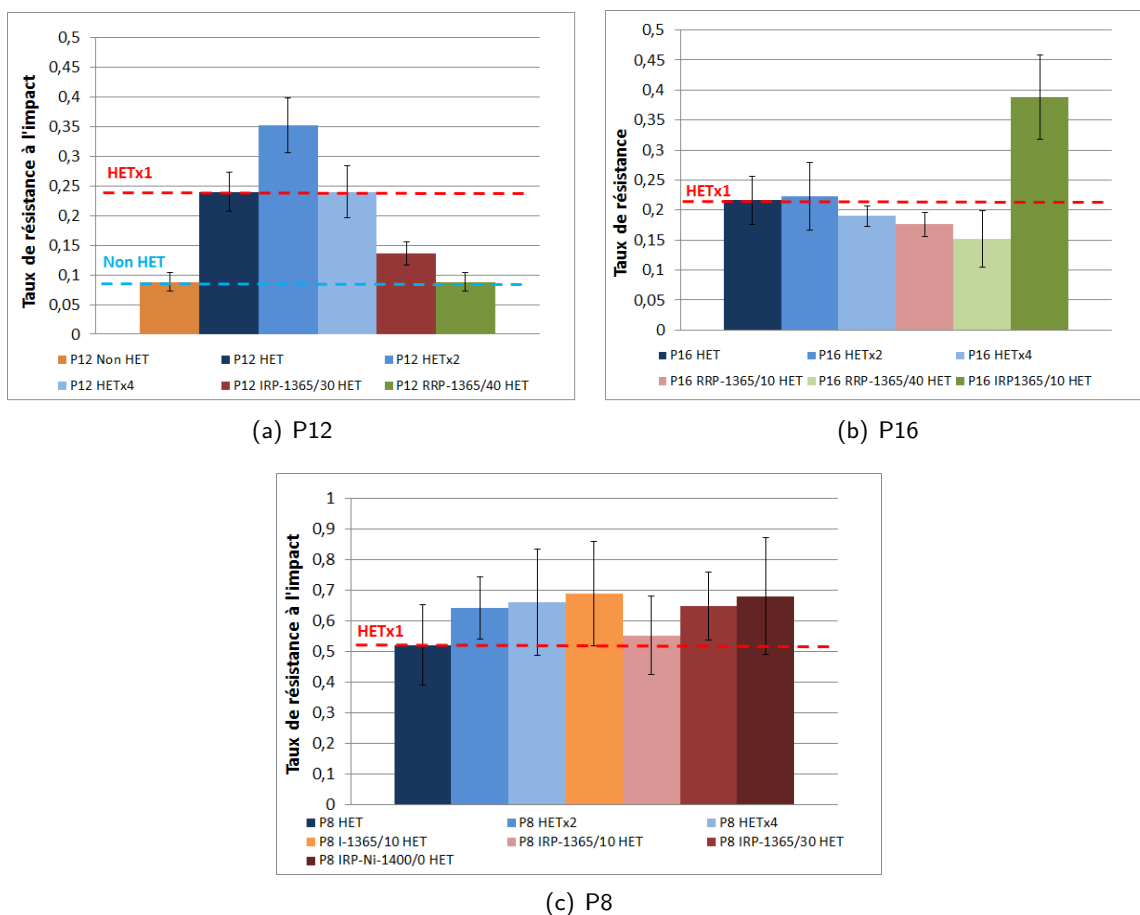 0,5
0,45
0,4
0,35
0,3
0,25
0,2
0,15
0,1
0,05
0
Taux de résistance à l'impact
HETx1
Non HET
P12 Non HET P12 HET P12 HETx2
P12 HETx4 P12 IRP-1365/30 HET P12 RRP-1365/40 HET
(a) P12
0,5
0,45
0,4
0,35
0,3
0,25
0,2
0,15
0,1
0,05
0
Taux de résistance
HETx1
P16 HET P16 HETx2 P16 HETx4
P16 RRP-1365/10 HET P16 RRP-1365/40 HET P16 IRP1365/10 HET
(b) P16
1
0,9
0,8
0,7
0,6
0,5
0,4
0,3
0,2
0,1
0
Taux de résistance à l'impact
HETx1
P8 HET P8 HETx2 P8 HETx4
P8 I-1365/10 HET P8 IRP-1365/10 HET P8 IRP-1365/30 HET
P8 IRP-Ni-1400/0 HET
(c) P8